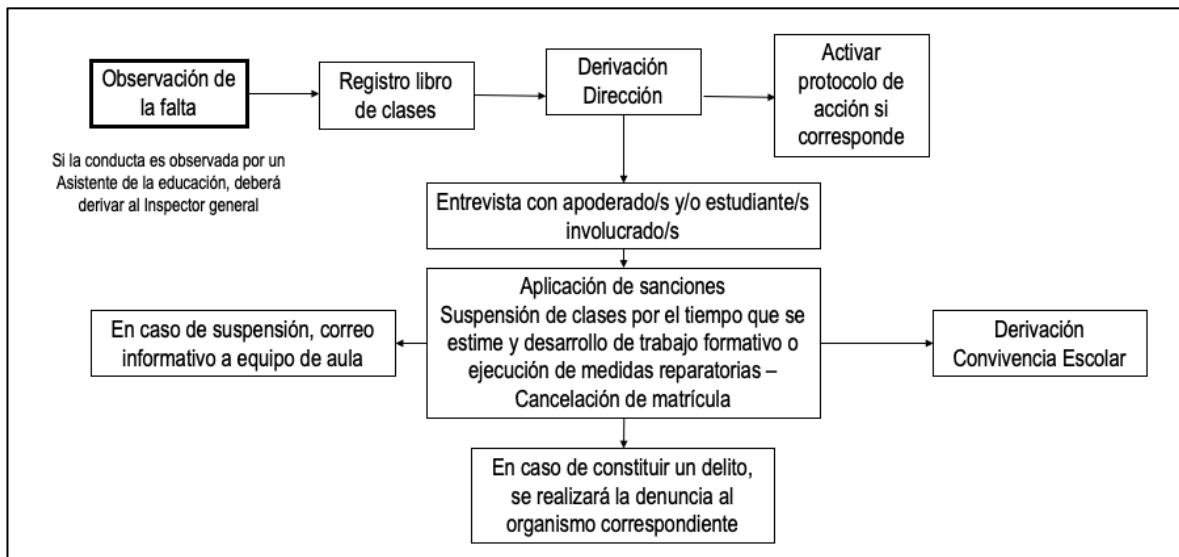 Observación de
la falta
Registro libro
de clases
Derivación
Dirección
Activar
protocolo de
acción si
corresponde
Si la conducta es observada por un
Asistente de la educación, deberá
derivar al Inspector general
Entrevista con apoderado/s y/o estudiante/s
involucrado/s
En caso de suspensión, correo
informativo a equipo de aula
Aplicación de sanciones
Suspensión de clases por el tiempo que se
estime y desarrollo de trabajo formativo o
ejecución de medidas reparatorias –
Cancelación de matrícula
Derivación
Convivencia Escolar
En caso de constituir un delito,
se realizará la denuncia al
organismo correspondiente